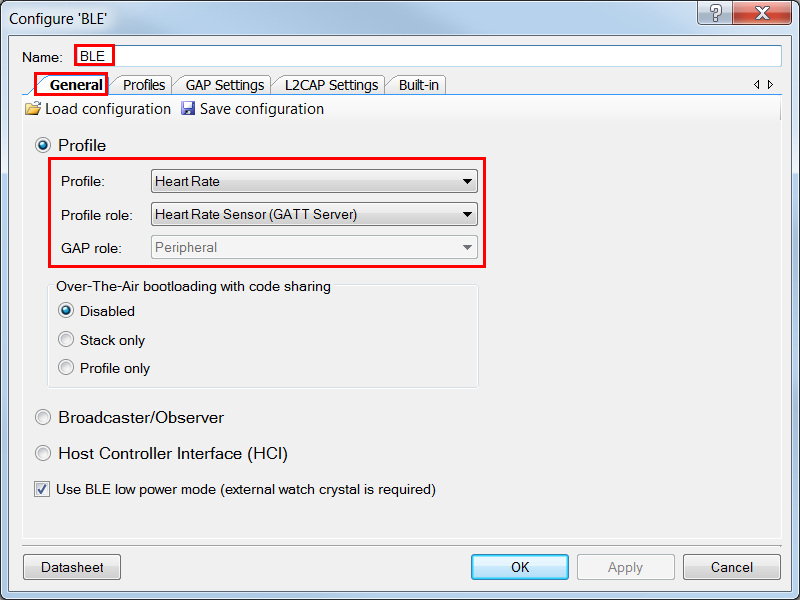 Configure 'BLE'
?
Name: BLE
General Profiles GAP Settings L2CAP Settings Built-in
Load configuration Save configuration
Profile
Profile: Heart Rate
Profile role: Heart Rate Sensor (GATT Server)
GAP role: Peripheral
Over-The-Air bootloading with code sharing
Disabled
Stack only
Profile only
Broadcaster/Observer
Host Controller Interface (HCI)
Use BLE low power mode (external watch crystal is required)
Datasheet OK Apply Cancel